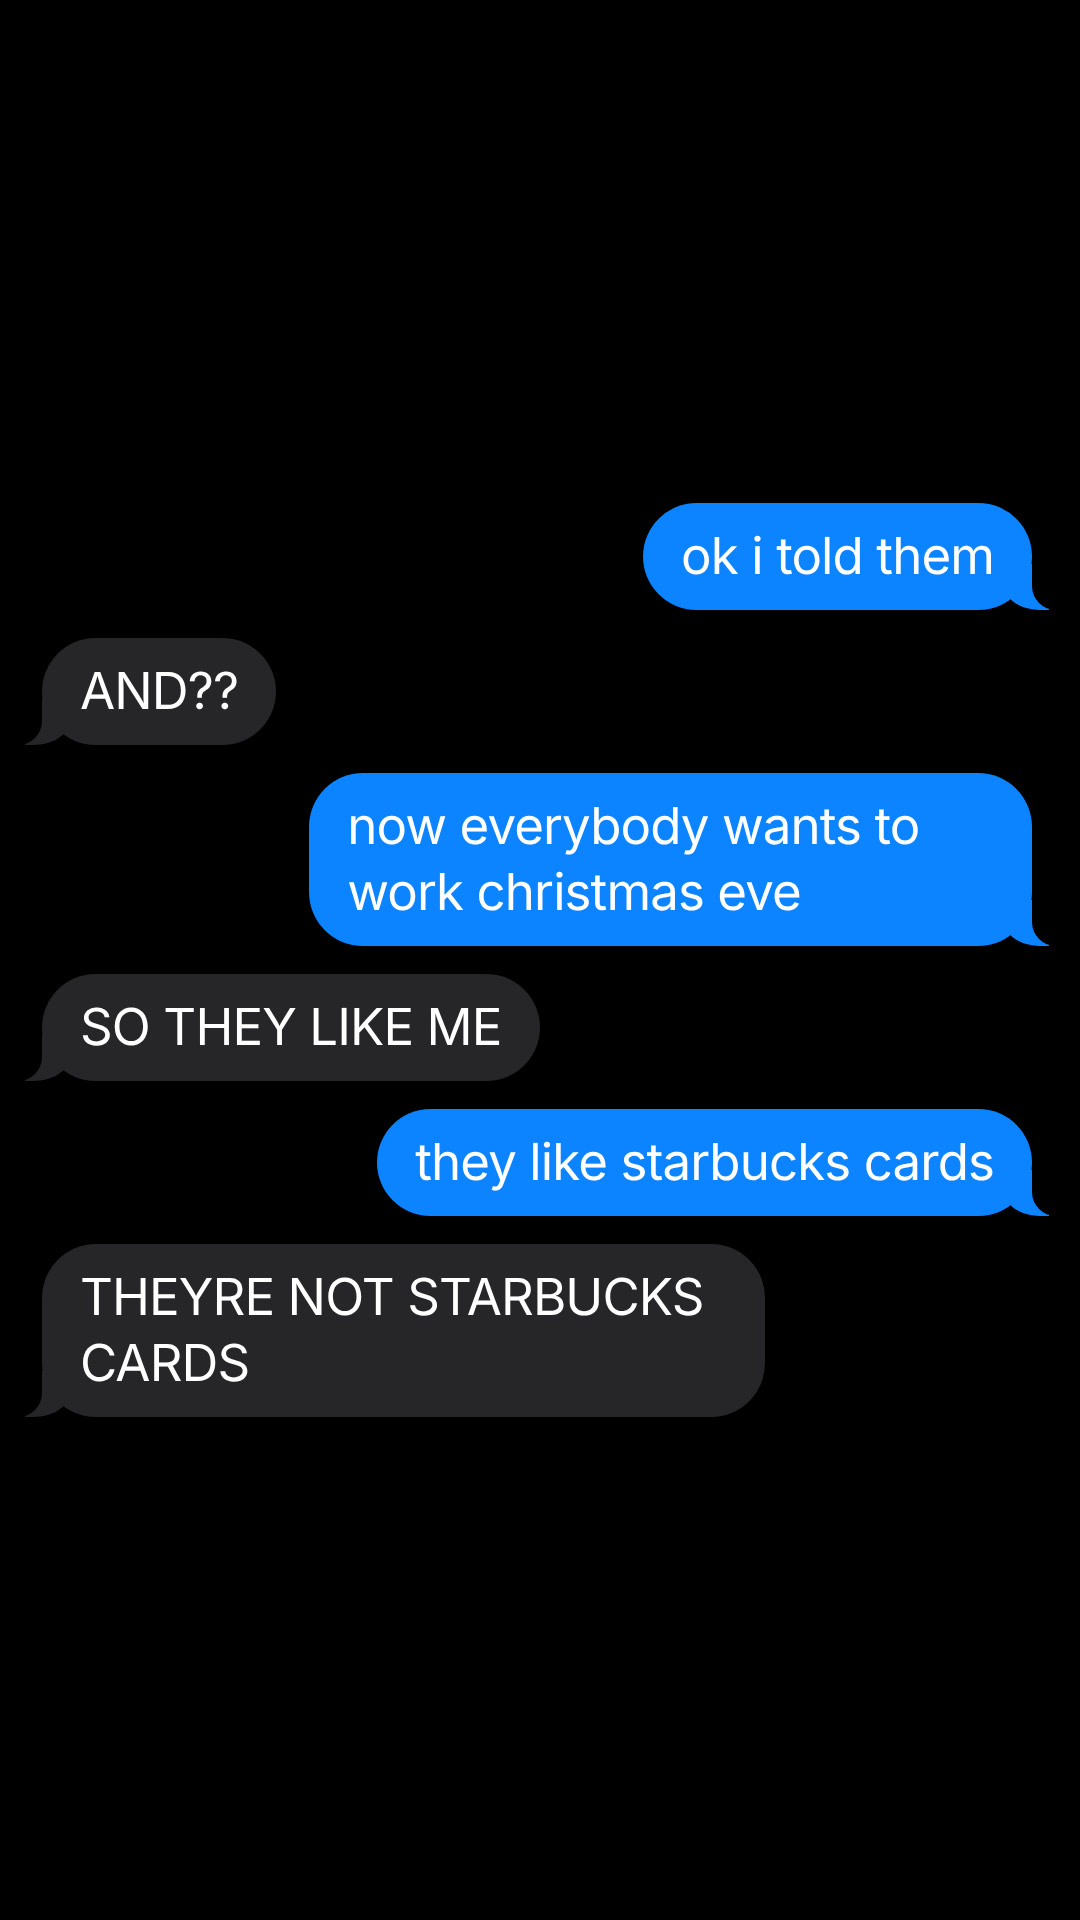 ok i told them
AND??
now everybody wants to
work christmas eve
SO THEY LIKE ME
they like starbucks cards
THEYRE NOT STARBUCKS
CARDS